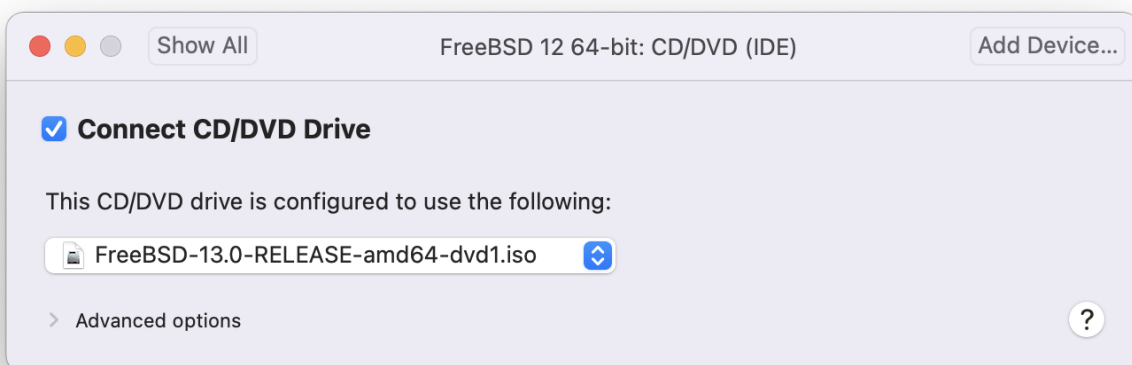 Show All FreeBSD 12 64-bit: CD/DVD (IDE) Add Device...
Connect CD/DVD Drive
This CD/DVD drive is configured to use the following:
FreeBSD-13.0-RELEASE-amd64-dvd1.iso
Advanced options ?